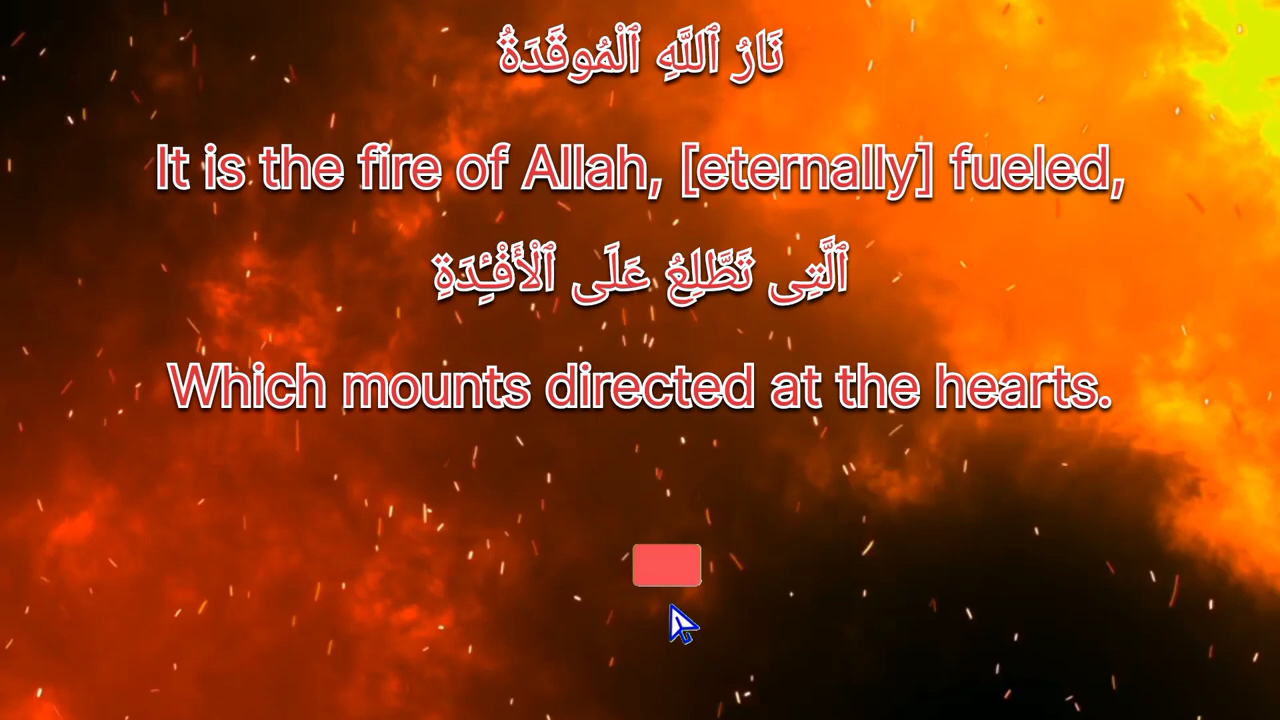 نَارُ ٱللَّهِ ٱلْمُوقَدَةُ
It is the fire of Allah, [eternally] fueled,
ٱلَّتِى تَطَّلِعُ عَلَى ٱلْأَفْـِٔدَةِ
Which mounts directed at the hearts.